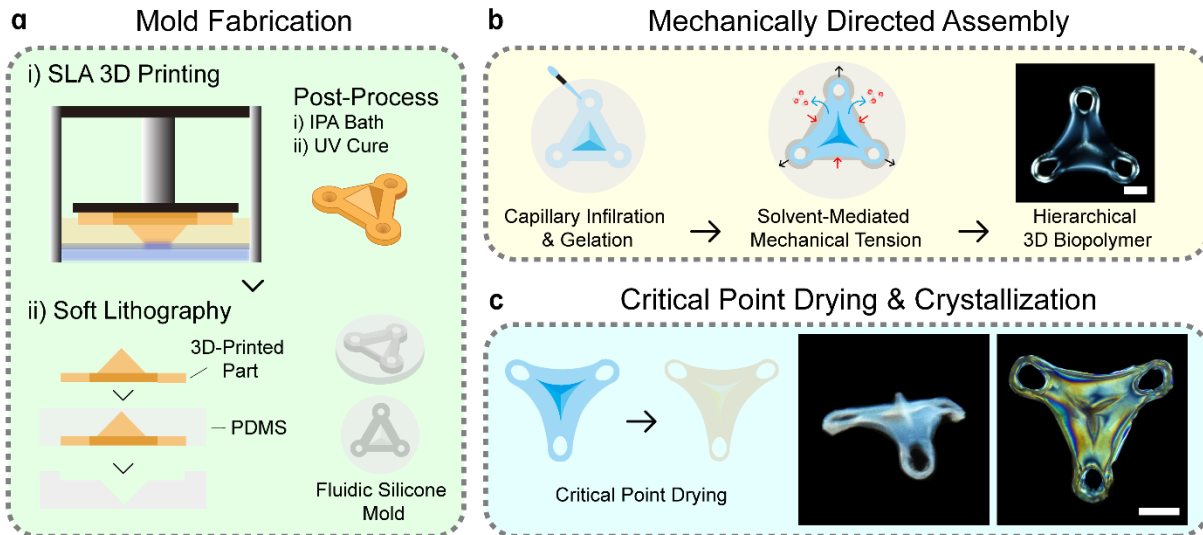 a
Mold Fabrication
i) SLA 3D Printing
Post-Process
i) IPA Bath
ii) UV Cure
ii) Soft Lithography
3D-Printed
Part
PDMS
Fluidic Silicone
Mold
b
Mechanically Directed Assembly
Capillary Infilration
& Gelation
Solvent-Mediated
Mechanical Tension
Hierarchical
3D Biopolymer
c
Critical Point Drying & Crystallization
Critical Point Drying